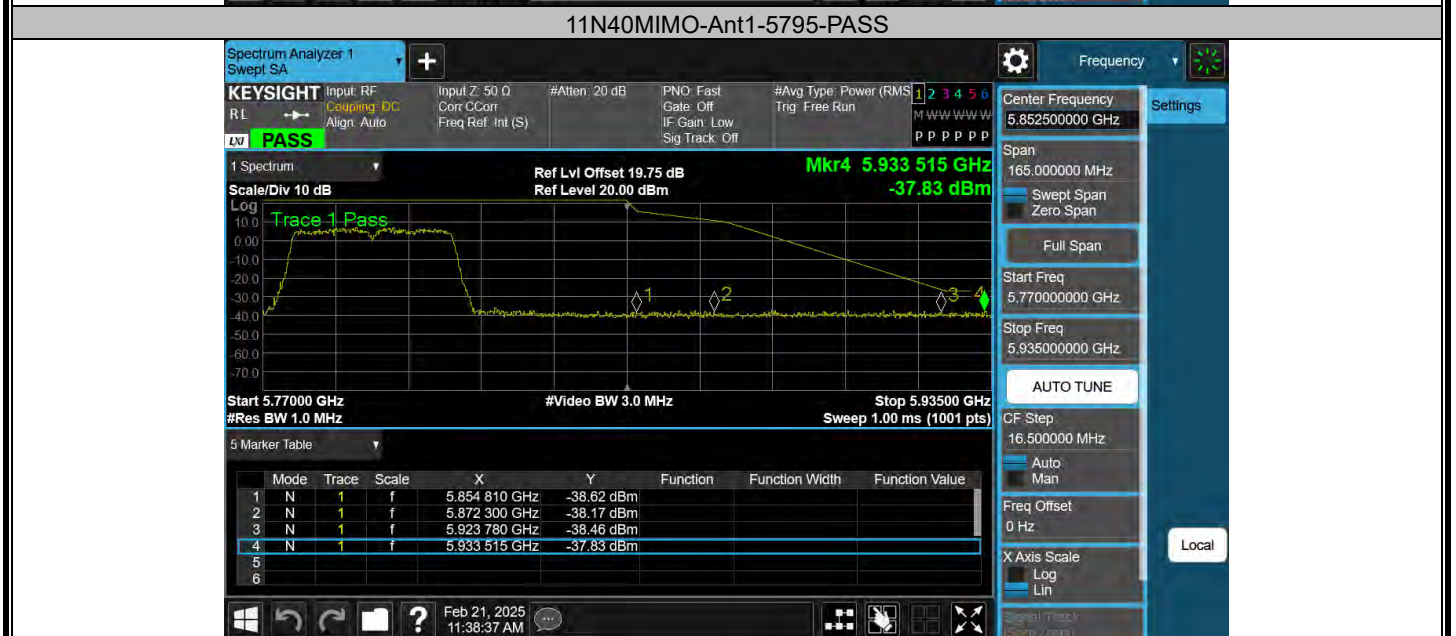 11N40MIMO-Ant1-5795-PASS
Spectrum Analyzer 1
Swept SA
+
Frequency
KEYSIGHT
RL
LXI
PASS
Input: RF
Coupling: DC
Align: Auto
Input Z: 50 Ω
Corr CCorr
Freq Ref: Int (S)
#Atten: 20 dB
PNO: Fast
Gate: Off
IF Gain: Low
Sig Track: Off
#Avg Type: Power (RMS
Trig: Free Run
1 2 3 4 5 6
M W W W W W
P P P P P P
1 Spectrum
Scale/Div 10 dB
Ref Lvl Offset 19.75 dB
Ref Level 20.00 dBm
Mkr4 5.933 515 GHz
-37.83 dBm
Log
Trace 1 Pass
10.0
0.00
-10.0
-20.0
-30.0
-40.0
-50.0
-60.0
-70.0
1
2
3
4
Start 5.77000 GHz
#Res BW 1.0 MHz
#Video BW 3.0 MHz
Stop 5.93500 GHz
Sweep 1.00 ms (1001 pts)
5 Marker Table
Mode Trace Scale X Y Function Function Width Function Value
1 N 1 f 5.854 810 GHz -38.62 dBm
2 N 1 f 5.872 300 GHz -38.17 dBm
3 N 1 f 5.923 780 GHz -38.46 dBm
4 N 1 f 5.933 515 GHz -37.83 dBm
5
6
Feb 21, 2025
11:38:37 AM
?
Center Frequency
5.852500000 GHz
Settings
Span
165.000000 MHz
Swept Span
Zero Span
Full Span
Start Freq
5.770000000 GHz
Stop Freq
5.935000000 GHz
AUTO TUNE
CF Step
16.500000 MHz
Auto
Man
Freq Offset
0 Hz
X Axis Scale
Log
Lin
Local
Signal Track